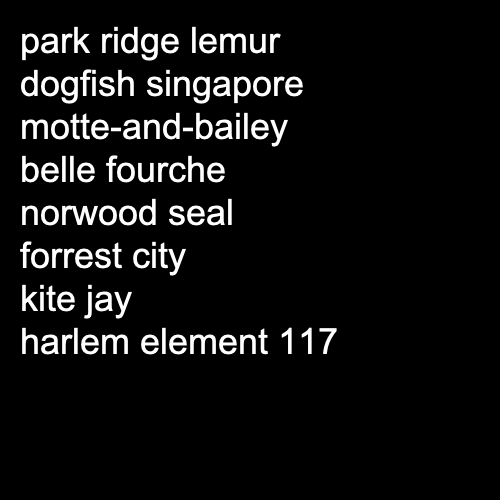 park ridge lemur
dogfish singapore
motte-and-bailey
belle fourche
norwood seal
forrest city
kite jay
harlem element 117